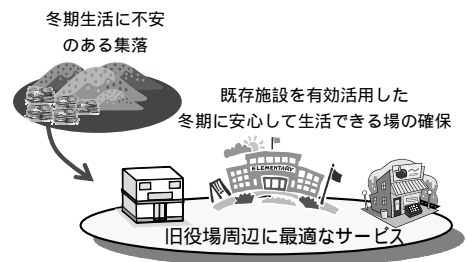 冬期生活に不安
のある集落
既存施設を有効活用した
冬期に安心して生活できる場の確保
ELEMENTARY
旧役場周辺に最適なサービス